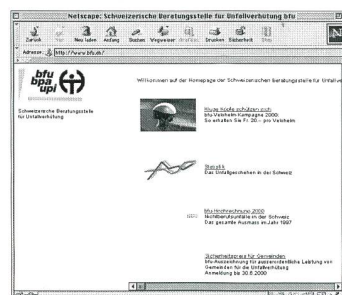 Netscape: Schweizerische Beratungsstelle für Unfallverhütung bfu
Zurück Neu laden Anfang Suchen Wegweiser Drucken Sicherheit Stop
Adresse: http://www.bfu.ch/
bfu
bpa
upi
Schweizerische Beratungsstelle
für Unfallverhütung
Willkommen auf der Homepage der Schweizerischen Beratungsstelle für Unfallve
Kluge Köpfe schützen sich
bfu-Velohelm-Kampagne 2000:
So erhalten Sie Fr. 20.– pro Velohelm
Statistik
Das Unfallgeschehen in der Schweiz
NEU
bfu-Hochrechnung 2000
Nichtberufsunfälle in der Schweiz
Das gesamte Ausmass im Jahr 1997
Sicherheitspreis für Gemeinden
bfu-Auszeichnung für ausserordentliche Leistung von
Gemeinden für die Unfallverhütung
Anmeldung bis 30.6.2000